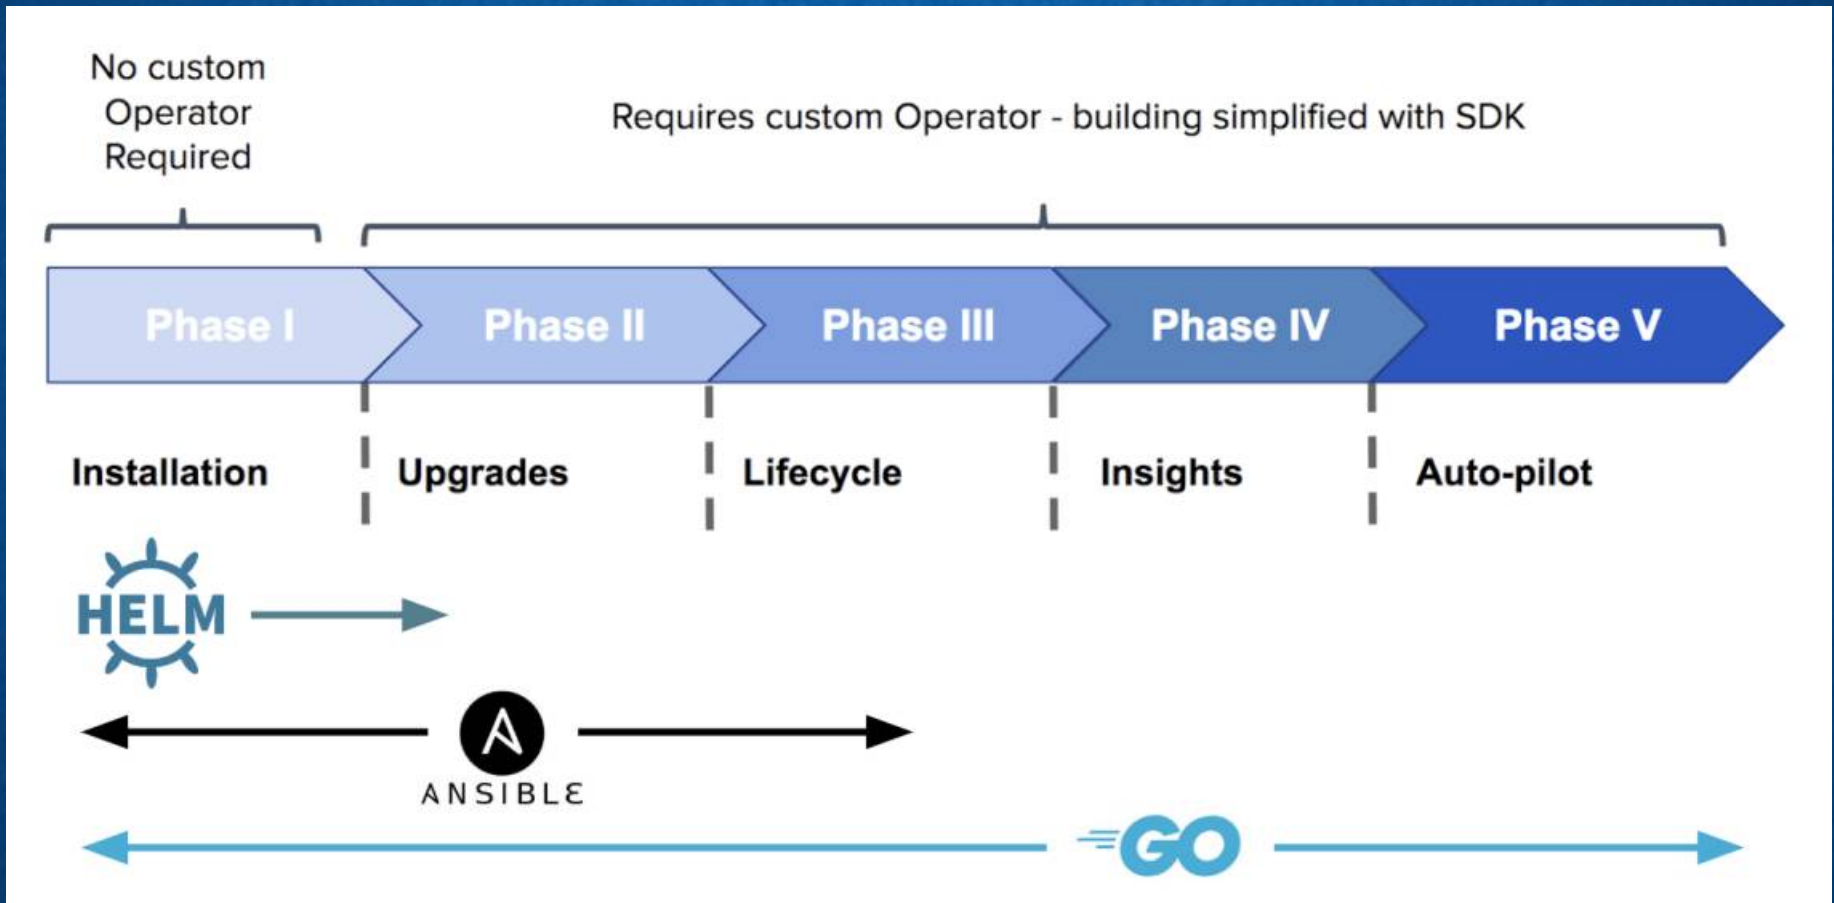 No custom
Operator
Required
Requires custom Operator - building simplified with SDK
Phase I
Phase II
Phase III
Phase IV
Phase V
Installation
Upgrades
Lifecycle
Insights
Auto-pilot
HELM
A
ANSIBLE
GO